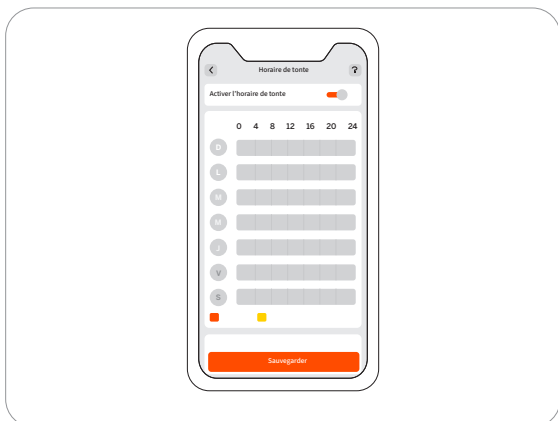 Horaire de tonte ?
Activer l'horaire de tonte
0 4 8 12 16 20 24
D
L
M
M
J
V
S
Sauvegarder